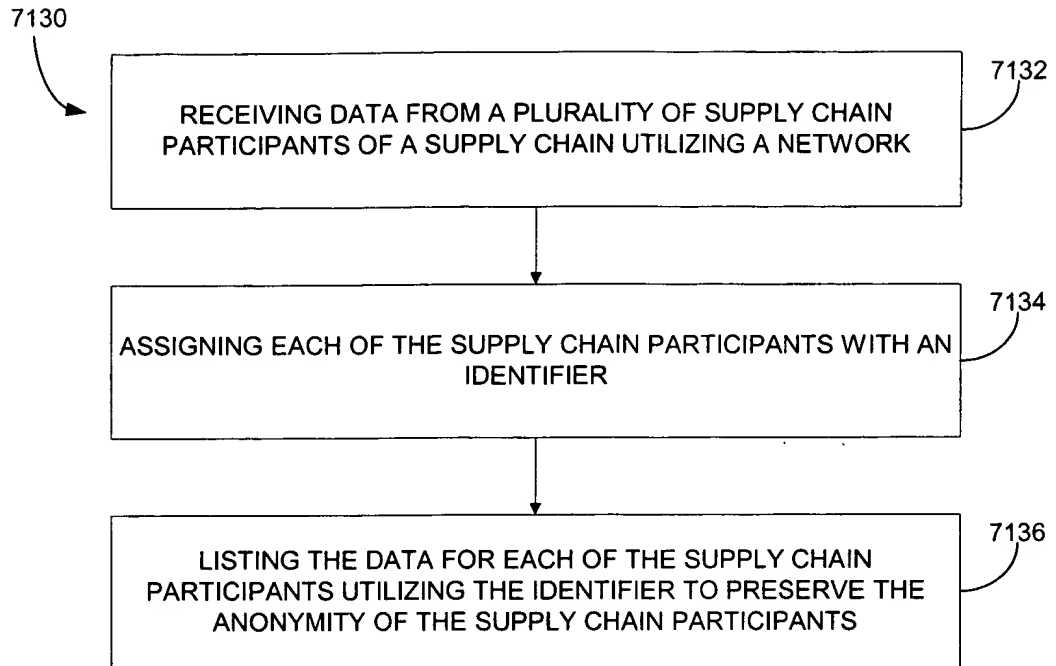 7130
7132
RECEIVING DATA FROM A PLURALITY OF SUPPLY CHAIN
PARTICIPANTS OF A SUPPLY CHAIN UTILIZING A NETWORK
7134
ASSIGNING EACH OF THE SUPPLY CHAIN PARTICIPANTS WITH AN
IDENTIFIER
7136
LISTING THE DATA FOR EACH OF THE SUPPLY CHAIN
PARTICIPANTS UTILIZING THE IDENTIFIER TO PRESERVE THE
ANONYMITY OF THE SUPPLY CHAIN PARTICIPANTS